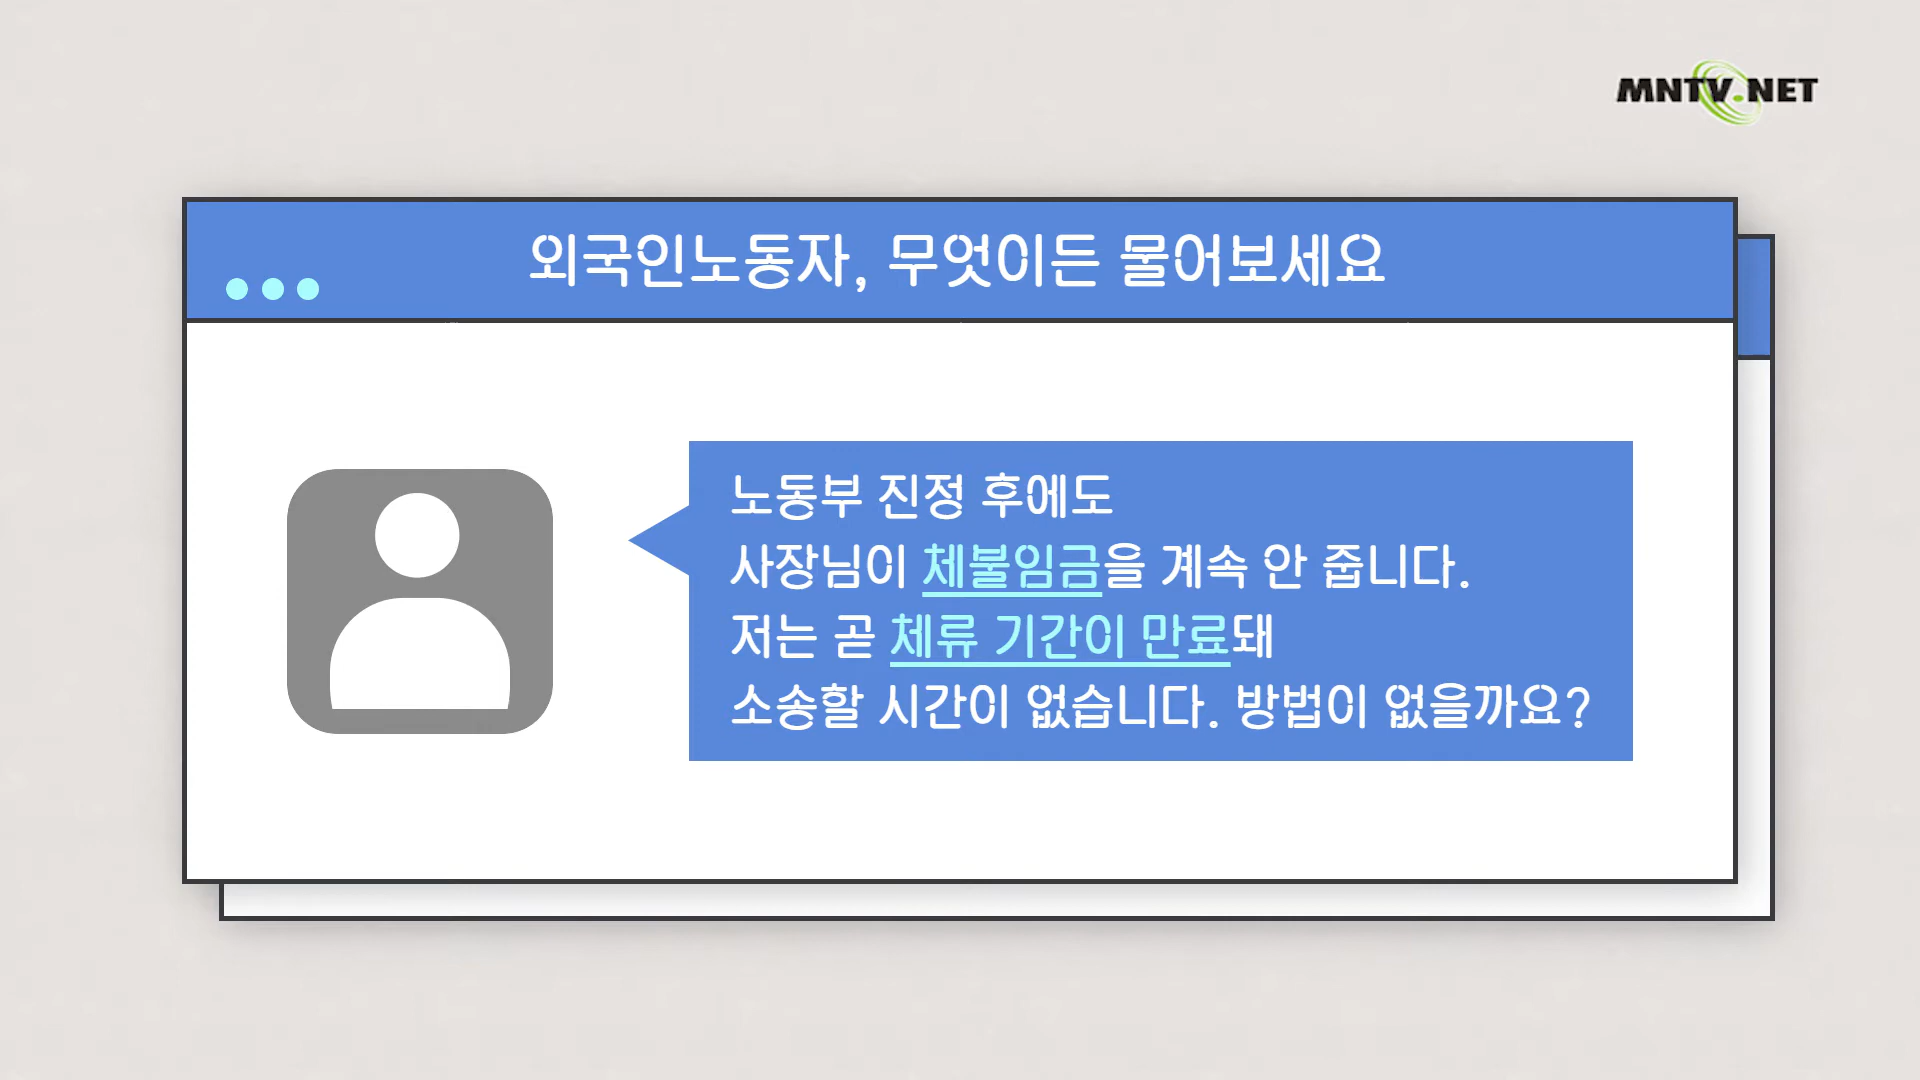 MNTV.NET
외국인노동자, 무엇이든 물어보세요
노동부 진정 후에도
사장님이 체불임금을 계속 안 줍니다.
저는 곧 체류 기간이 만료돼
소송할 시간이 없습니다. 방법이 없을까요?